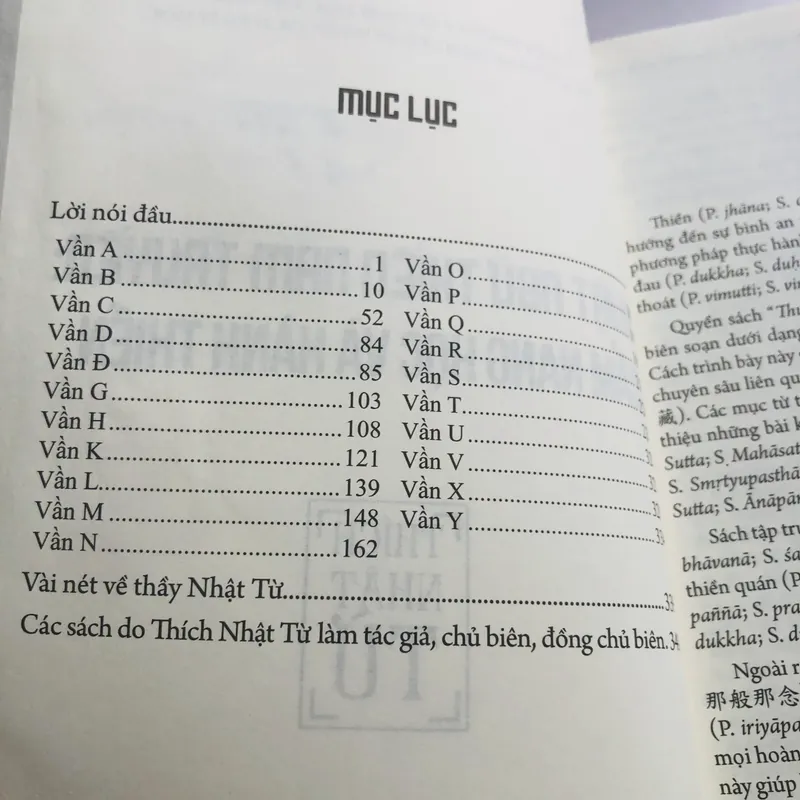 MỤC LỤC
Lời nói đầu
Vần A 1
Vần B 10
Vần C 52
Vần D 84
Vần Đ 85
Vần G 103
Vần H 108
Vần K 121
Vần L 139
Vần M 148
Vần N 162
Vần O
Vần P
Vần Q
Vần R
Vần S
Vần T
Vần U
Vần V
Vần X
Vần Y
Vài nét về thầy Nhật Từ
Các sách do Thích Nhật Từ làm tác giả, chủ biên, đồng chủ biên.
Thiền (P. jhāna; S.
hướng đến sự bình an
phương pháp thực hành
đau (P. dukkha; S.
thoát (P. vimutti; S.
Quyển sách
biên soạn dưới dạng
Cách trình bày này
chuyên sâu liên
藏). Các mục từ
thiệu những bài
Sutta; S. Mahāsat
S. Smṛtyupasthā
Sutta; S. Ānāpān
Sách tập
bhāvanā; S.
thiền quán (P.
paññā; S.
dukkha; S.
Ngoài
那般那念
(P. iriyāpa
mọi hoàn
này giúp
THÍCH
NHẬT
TỪ